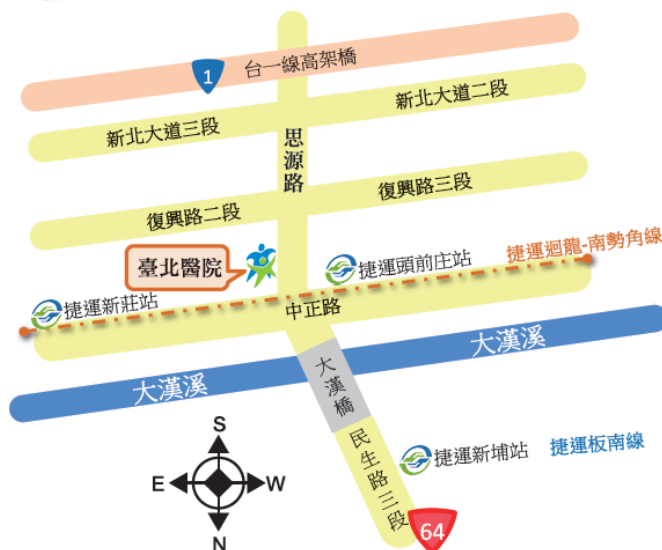 台一線高架橋
1
新北大道三段
新北大道二段
思源路
復興路二段
復興路三段
臺北醫院
捷運頭前庄站
捷運迴龍-南勢角線
捷運新莊站
中正路
大漢溪
大漢溪
大漢橋
民生路三段
捷運新埔站
捷運板南線
64
S
E
W
N